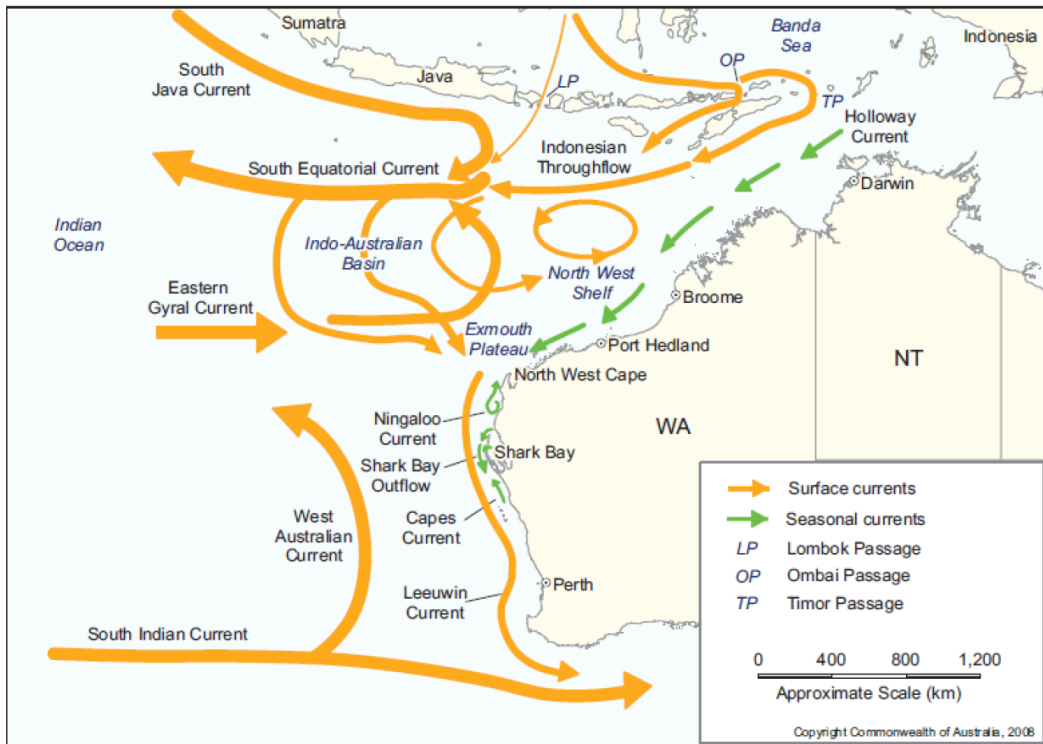 Sumatra
Banda
Sea
Indonesia
OP
South
Java Current
Java
LP
TP
Holloway
Current
Indonesian
Throughflow
South Equatorial Current
Darwin
Indian
Ocean
Indo-Australian
Basin
North West
Shelf
Eastern
Gyral Current
Broome
Exmouth
Plateau
Port Hedland
NT
North West Cape
Ningaloo
Current
WA
Shark Bay
Shark Bay
Outflow
Capes
Current
West
Australian
Current
Leeuwin
Current
Perth
South Indian Current
Surface currents
Seasonal currents
LP Lombok Passage
OP Ombai Passage
TP Timor Passage
0 400 800 1,200
Approximate Scale (km)
Copyright Commonwealth of Australia, 2008